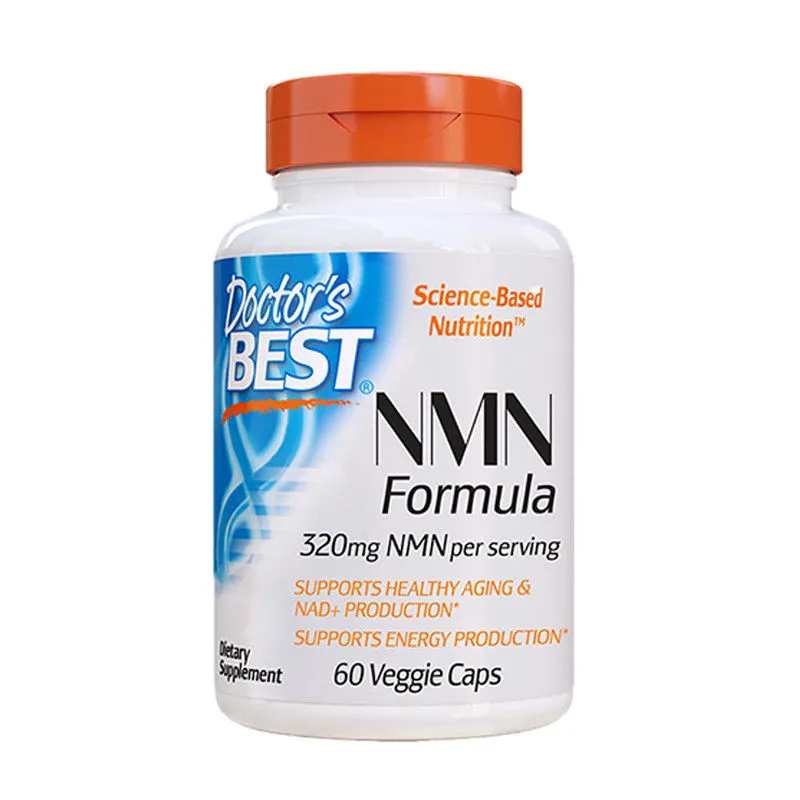 Doctor's
BEST®
Science-Based
Nutrition™
NMN
Formula
320mg NMN per serving
SUPPORTS HEALTHY AGING &
NAD+ PRODUCTION*
SUPPORTS ENERGY PRODUCTION*
Dietary
Supplement
60 Veggie Caps